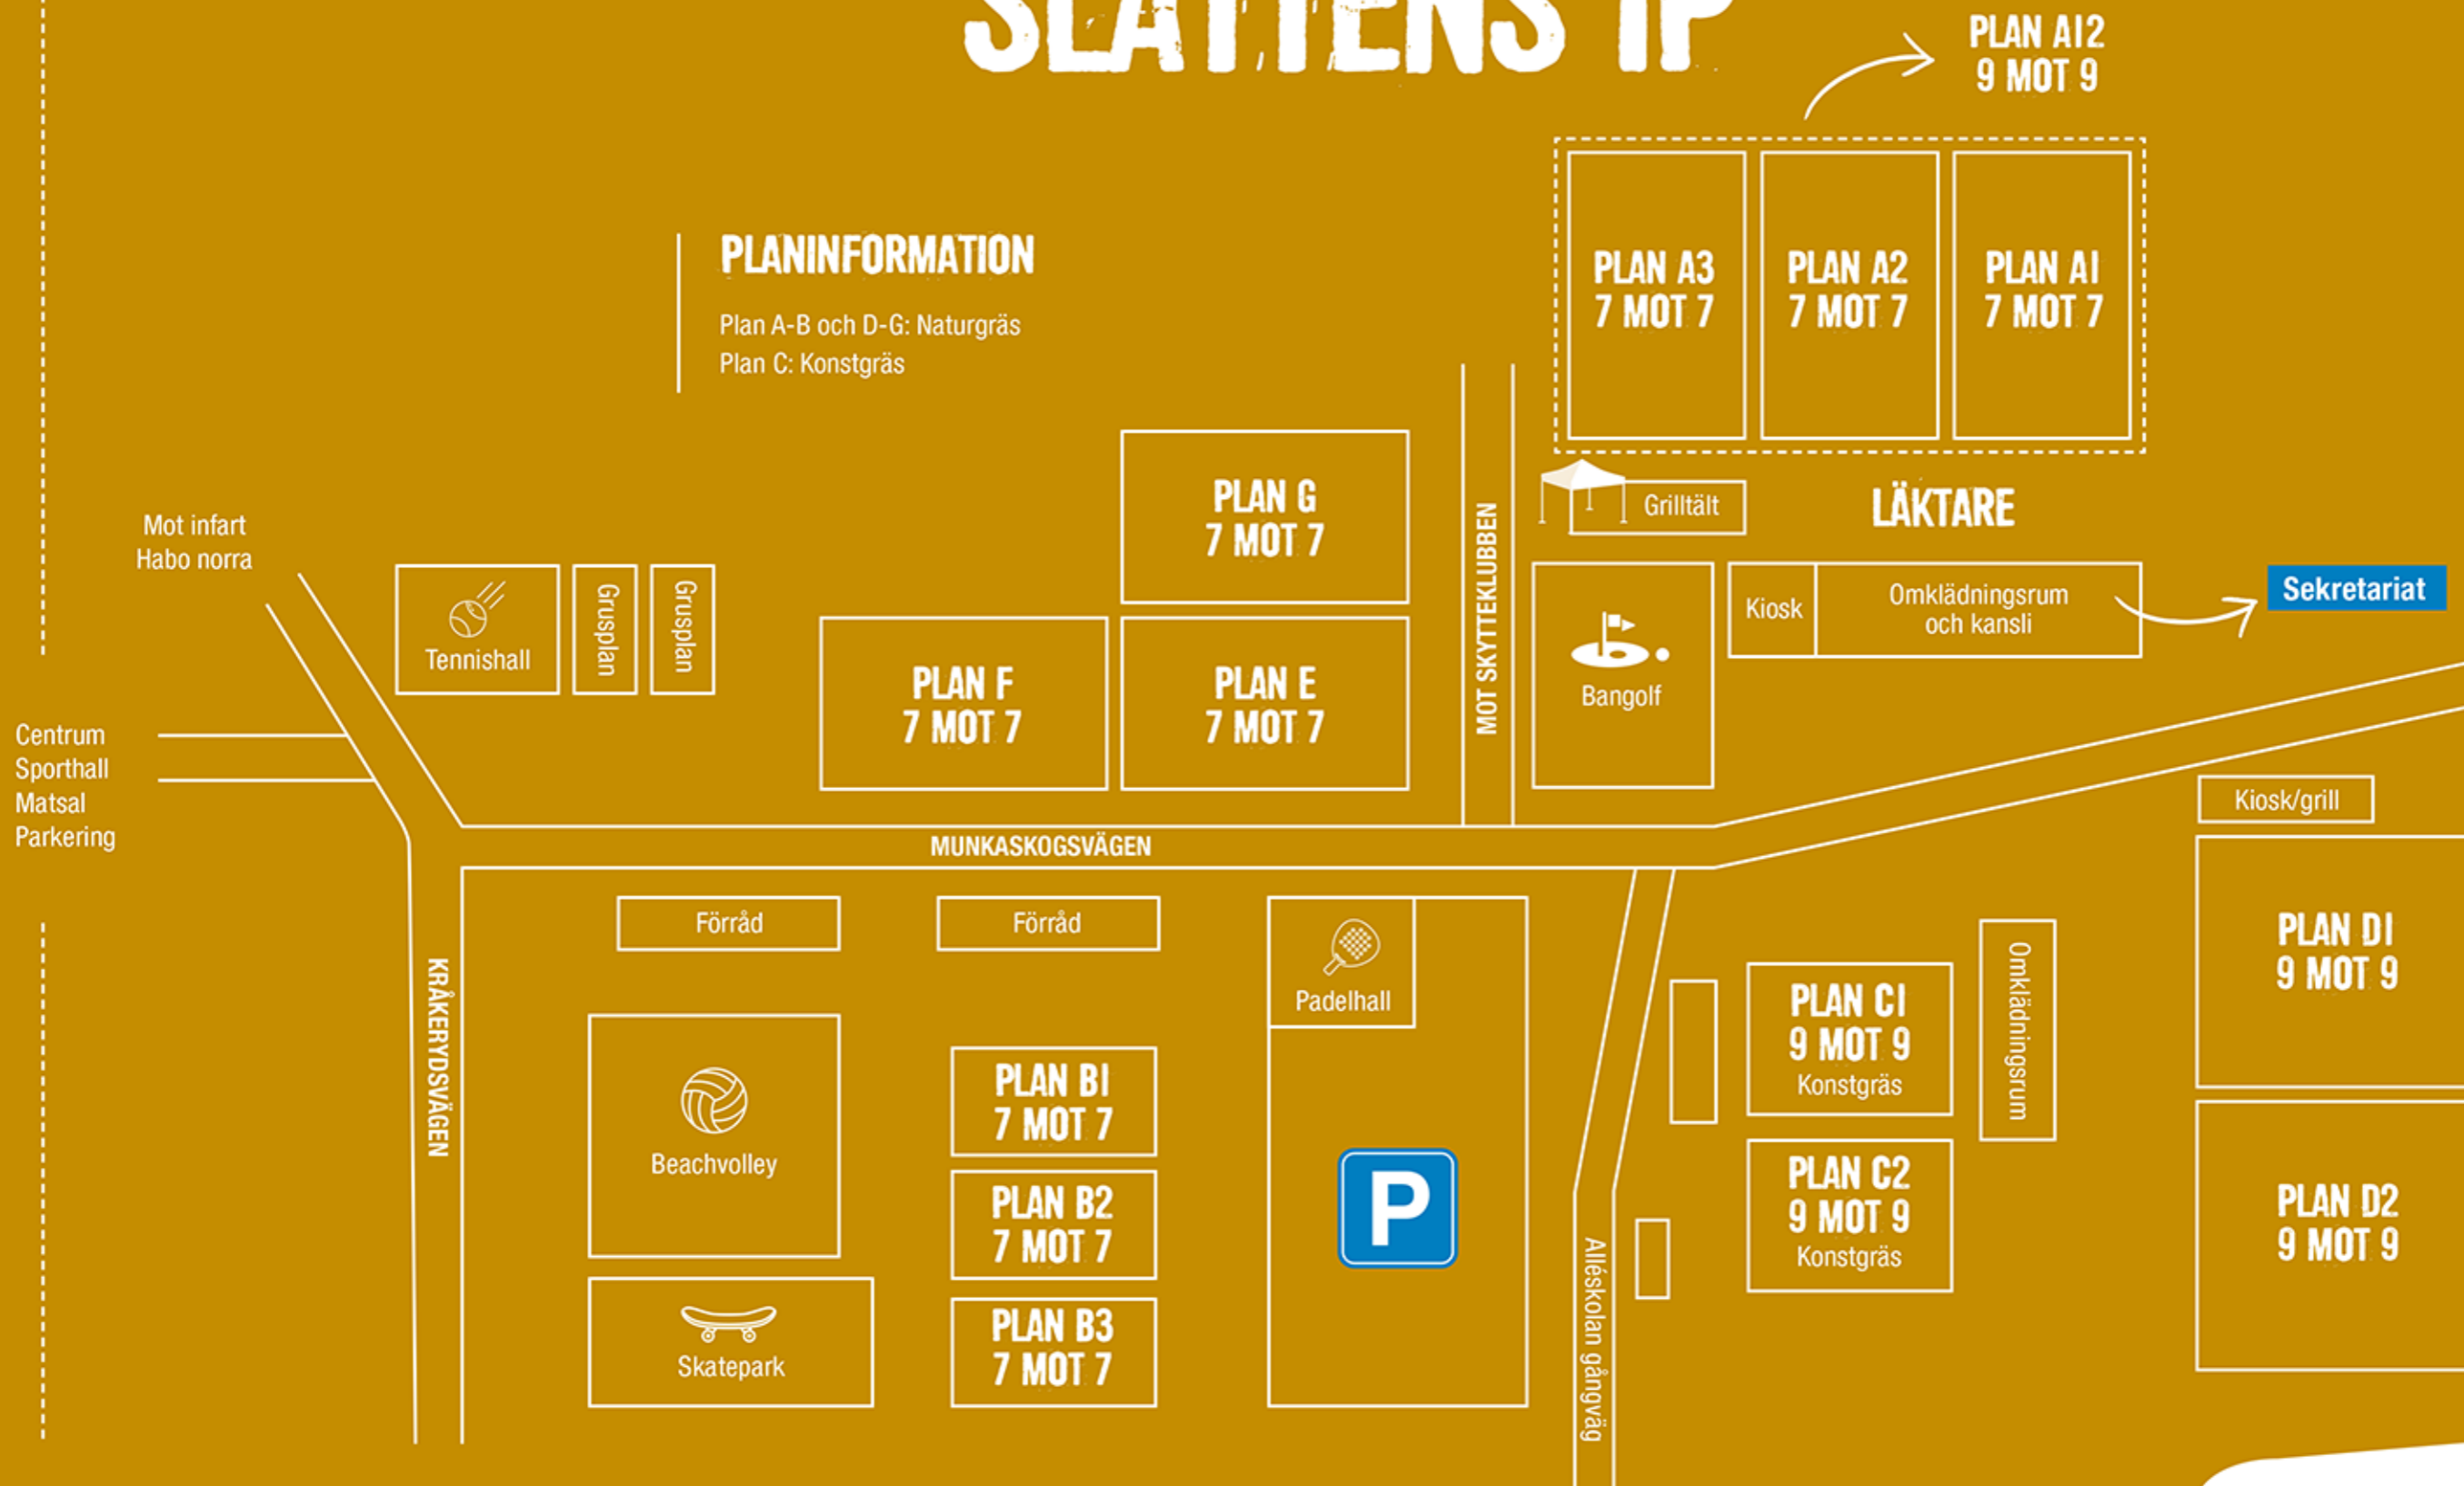 SLÄTTENS IP
PLAN A12
9 MOT 9
PLAN A3
7 MOT 7
PLAN A2
7 MOT 7
PLAN A1
7 MOT 7
PLANINFORMATION
Plan A-B och D-G: Naturgräs
Plan C: Konstgräs
PLAN G
7 MOT 7
MOT SKYTTEKLUBBEN
Grilltält
LÄKTARE
Mot infart
Habo norra
Tennishall
Grusplan
Grusplan
PLAN F
7 MOT 7
PLAN E
7 MOT 7
Bangolf
Kiosk
Omklädningsrum
och kansli
Sekretariat
Centrum
Sporthall
Matsal
Parkering
MUNKASKOGSVÄGEN
Kiosk/grill
KRÅKERYDSVÄGEN
Förråd
Förråd
Padelhall
Beachvolley
Skatepark
PLAN B1
7 MOT 7
PLAN B2
7 MOT 7
PLAN B3
7 MOT 7
P
Alléskolan gångväg
PLAN C1
9 MOT 9
Konstgräs
PLAN C2
9 MOT 9
Konstgräs
Omklädningsrum
PLAN D1
9 MOT 9
PLAN D2
9 MOT 9